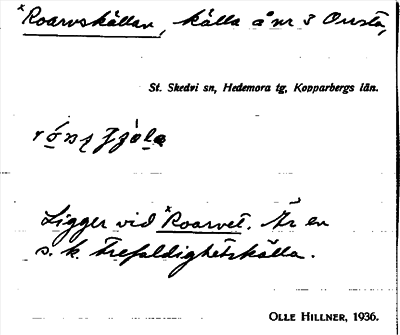 ×Roarvskällan, källa å nr 3 Onsta,
St. Skedvi sn, Hedemora tg, Kopparbergs län.
Ligger vid ×Roarvet. Är en
s. k. trefaldighetskälla.
OLLE HILLNER, 1936.